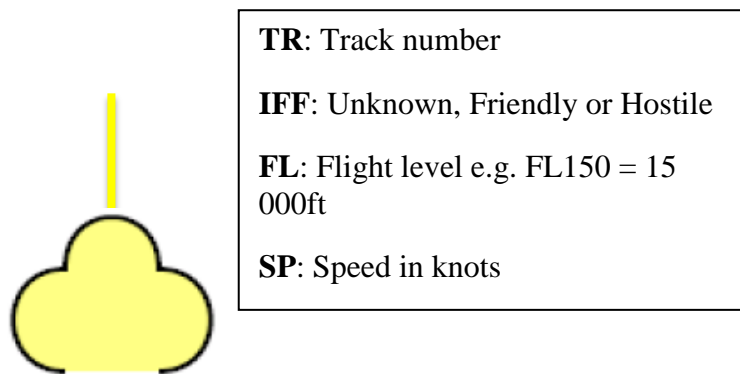 TR: Track number
IFF: Unknown, Friendly or Hostile
FL: Flight level e.g. FL150 = 15
000ft
SP: Speed in knots